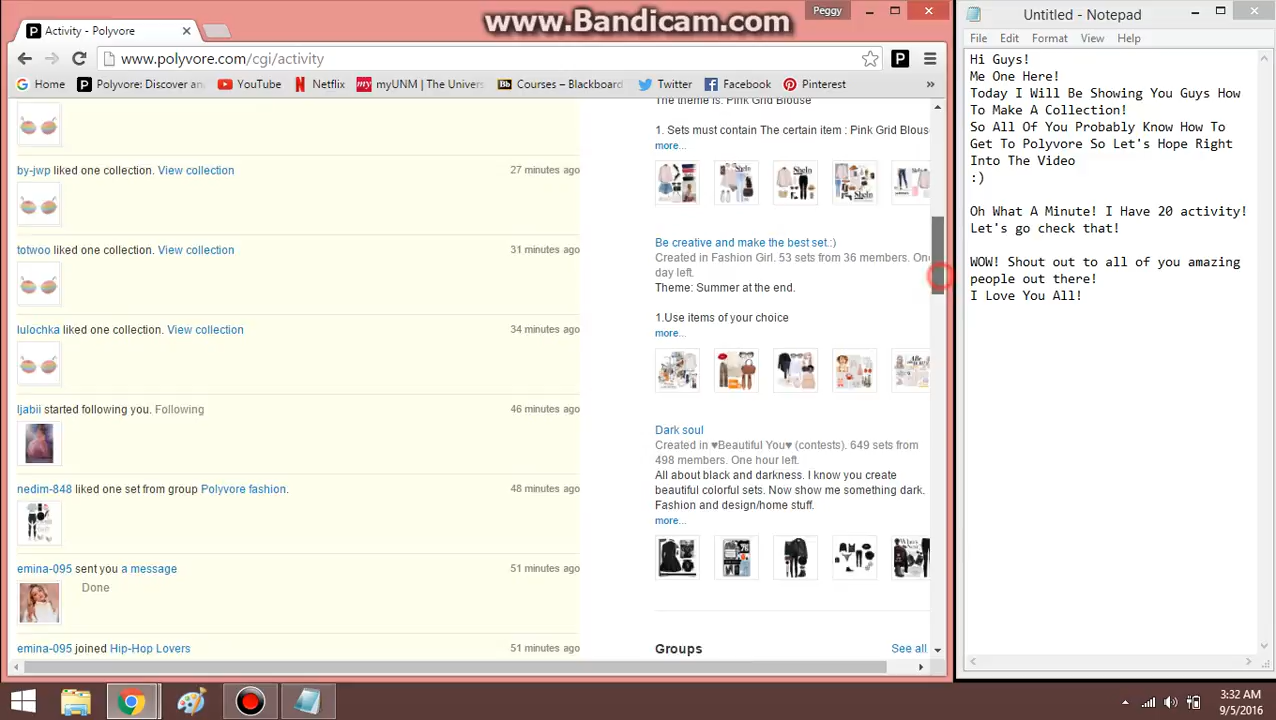 www.Bandicam.com
Peggy
Activity - Polyvore
www.polyvore.com/cgi/activity
Home
Polyvore: Discover an
YouTube
Netflix
my
myUNM | The Univers
Bb
Courses – Blackboard
Twitter
Facebook
Pinterest
»
by-jwp liked one collection. View collection
27 minutes ago
totwoo liked one collection. View collection
31 minutes ago
lulochka liked one collection. View collection
34 minutes ago
ljabii started following you. Following
46 minutes ago
nedim-848 liked one set from group Polyvore fashion.
48 minutes ago
emina-095 sent you a message
51 minutes ago
Done
emina-095 joined Hip-Hop Lovers
51 minutes ago
The theme is: Pink Grid Blouse
1. Sets must contain The certain item : Pink Grid Blous
more...
SheIn
SheIn
SheIn
Be creative and make the best set.:)
Created in Fashion Girl. 53 sets from 36 members. One
day left.
Theme: Summer at the end.
1.Use items of your choice
more...
Dark soul
Created in ♥Beautiful You♥ (contests). 649 sets from
498 members. One hour left.
All about black and darkness. I know you create
beautiful colorful sets. Now show me something dark.
Fashion and design/home stuff.
more...
Groups
See all
Untitled - Notepad
File Edit Format View Help
Hi Guys!
Me One Here!
Today I Will Be Showing You Guys How
To Make A Collection!
So All Of You Probably Know How To
Get To Polyvore So Let's Hope Right
Into The Video
:)
Oh What A Minute! I Have 20 activity!
Let's go check that!
WOW! Shout out to all of you amazing
people out there!
I Love You All!
3:32 AM
9/5/2016